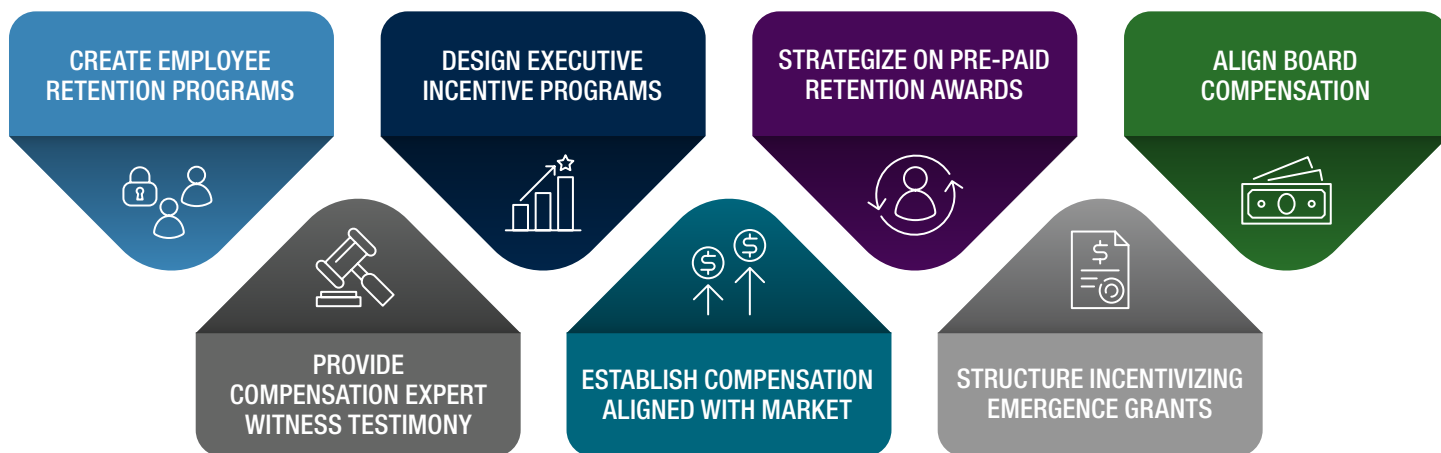 CREATE EMPLOYEE
RETENTION PROGRAMS
DESIGN EXECUTIVE
INCENTIVE PROGRAMS
STRATEGIZE ON PRE-PAID
RETENTION AWARDS
ALIGN BOARD
COMPENSATION
$
$
$
PROVIDE
COMPENSATION EXPERT
WITNESS TESTIMONY
ESTABLISH COMPENSATION
ALIGNED WITH MARKET
STRUCTURE INCENTIVIZING
EMERGENCE GRANTS